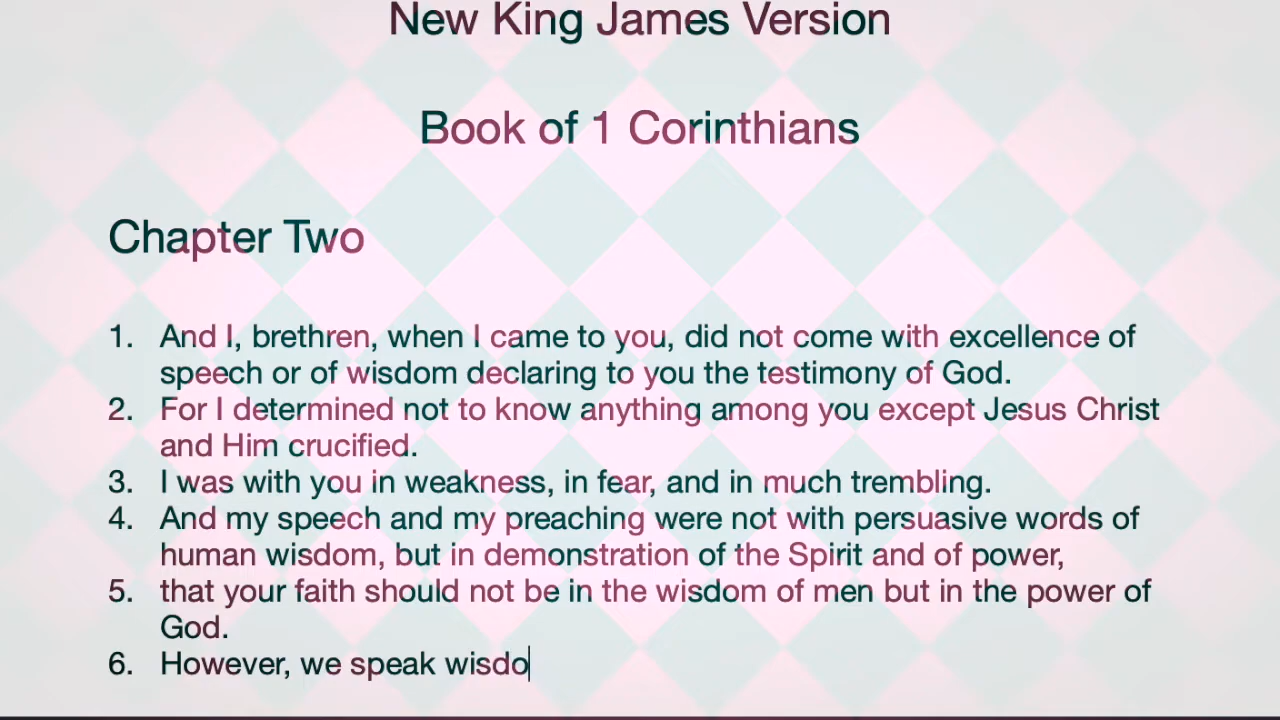 New King James Version
Book of 1 Corinthians
Chapter Two
1. And I, brethren, when I came to you, did not come with excellence of
speech or of wisdom declaring to you the testimony of God.
2. For I determined not to know anything among you except Jesus Christ
and Him crucified.
3. I was with you in weakness, in fear, and in much trembling.
4. And my speech and my preaching were not with persuasive words of
human wisdom, but in demonstration of the Spirit and of power,
5. that your faith should not be in the wisdom of men but in the power of
God.
6. However, we speak wisdo